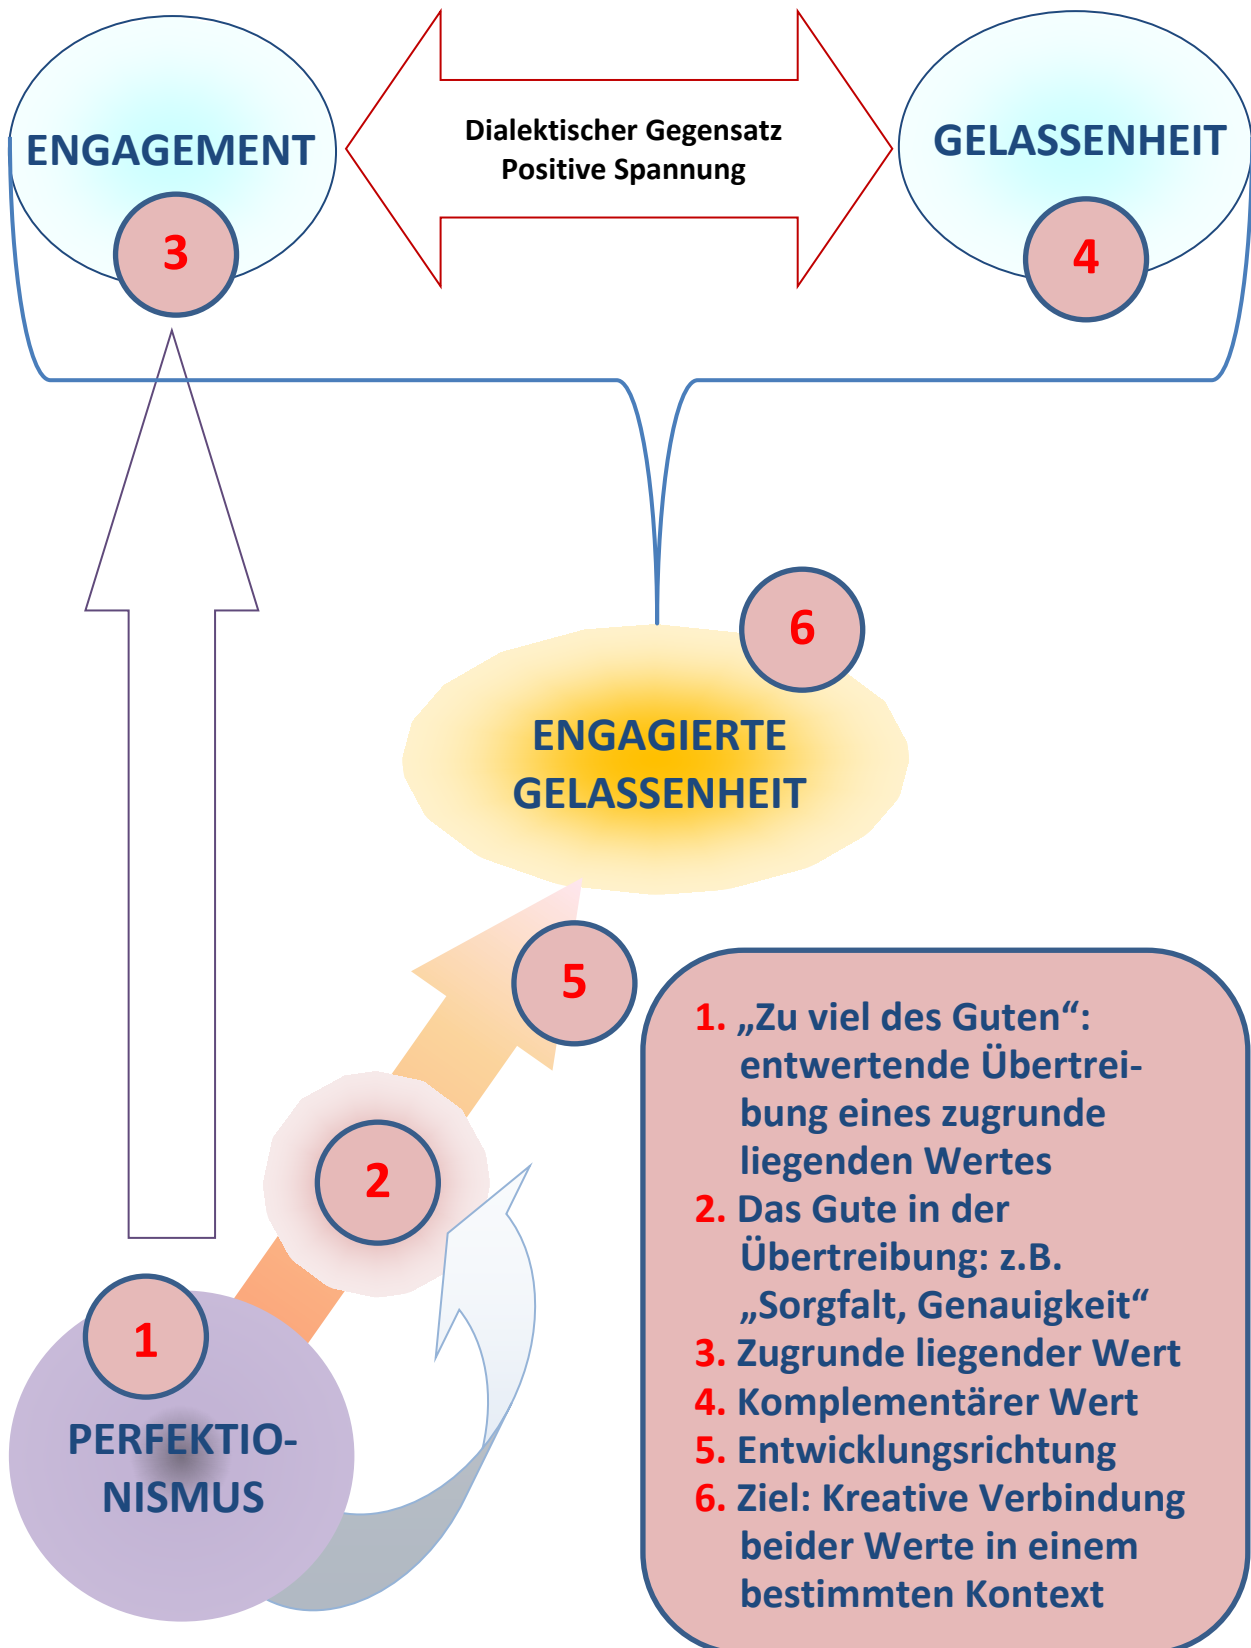 ENGAGEMENT
Dialektischer Gegensatz
Positive Spannung
GELASSENHEIT
3
4
6
ENGAGIERTE
GELASSENHEIT
5
2
1
PERFEKTIO-
NISMUS
1. „Zu viel des Guten“:
entwertende Übertrei-
bung eines zugrunde
liegenden Wertes
2. Das Gute in der
Übertreibung: z.B.
„Sorgfalt, Genauigkeit“
3. Zugrunde liegender Wert
4. Komplementärer Wert
5. Entwicklungsrichtung
6. Ziel: Kreative Verbindung
beider Werte in einem
bestimmten Kontext